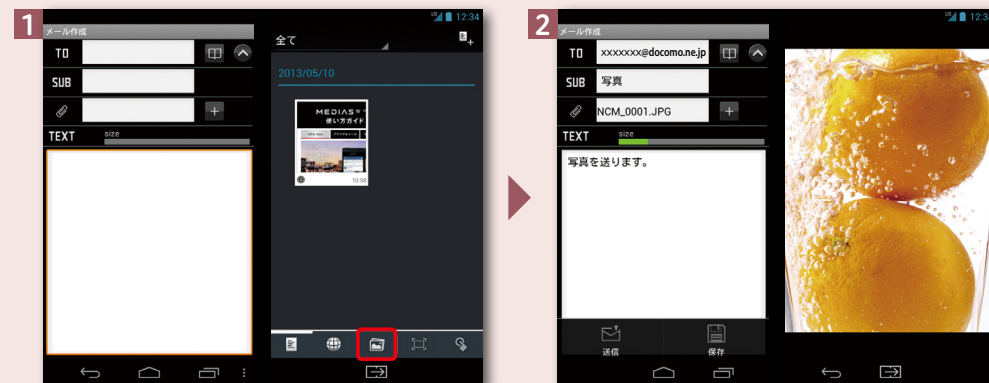 1
12:34
メール作成
TO
SUB
TEXT
size
全て
2013/05/10
MEDIAS
使い方ガイド
10:58
2
12:34
メール作成
TO
xxxxxxx@docomo.ne.jp
SUB
写真
NCM_0001.JPG
TEXT
size
写真を送ります。
送信
保存